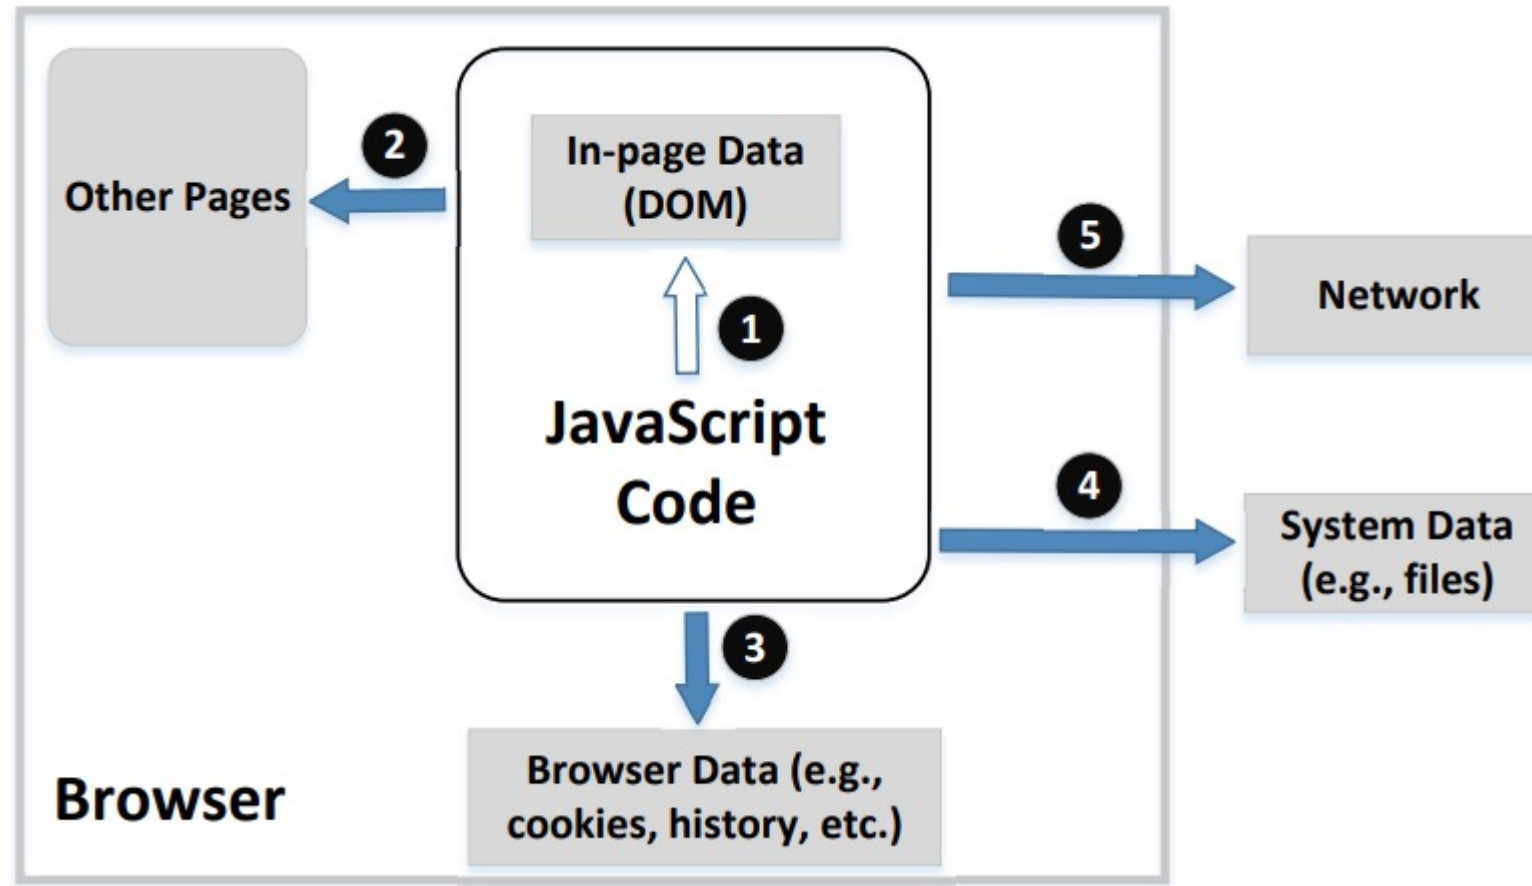 Other Pages
2
In-page Data
(DOM)
1
JavaScript
Code
5
Network
4
System Data
(e.g., files)
3
Browser Data (e.g.,
cookies, history, etc.)
Browser